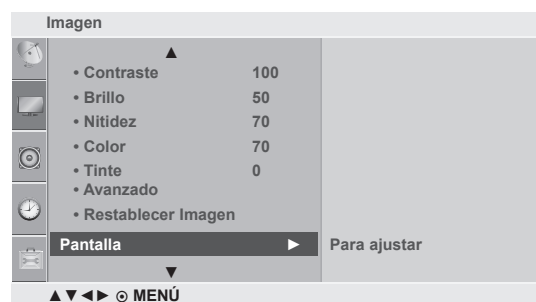 Imagen
▲
• Contraste 100
• Brillo 50
• Nitidez 70
• Color 70
• Tinte 0
• Avanzado
• Restablecer Imagen
Pantalla ► Para ajustar
▼
▲▼◄► ⊙ MENÚ